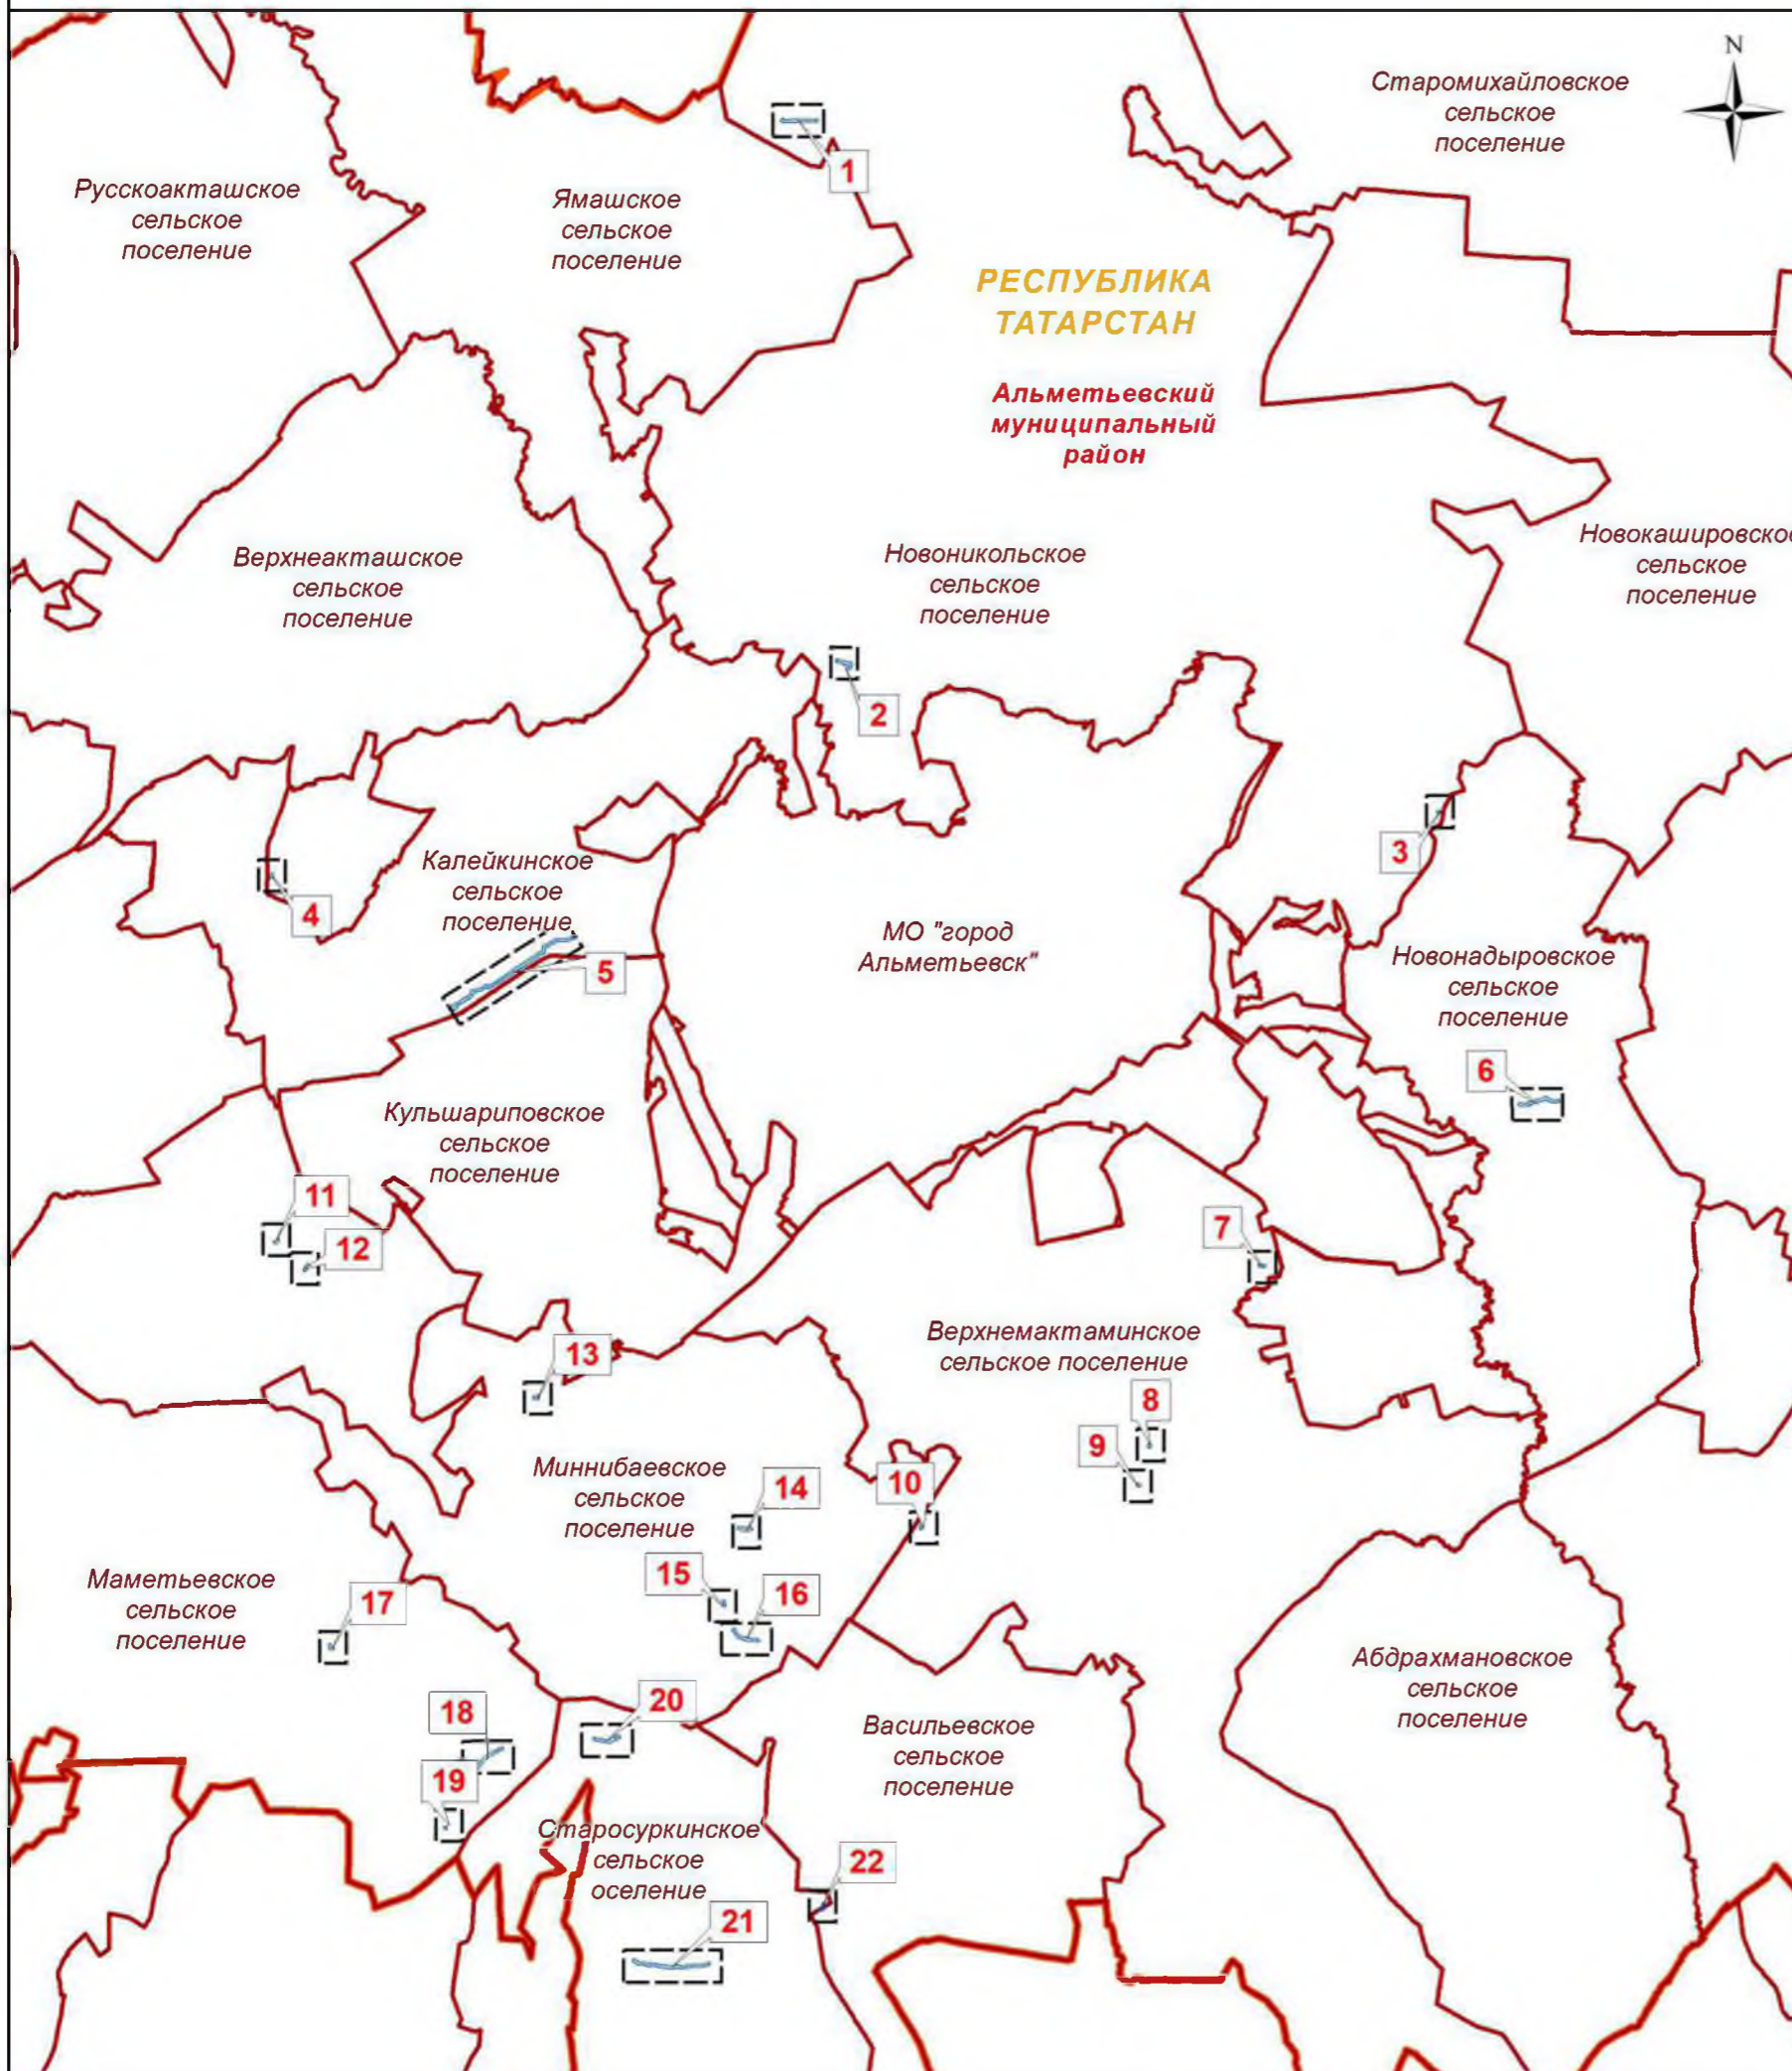 N
Старомихайловское
сельское
поселение
1
Русскоакташское
сельское
поселение
Ямашское
сельское
поселение
РЕСПУБЛИКА
ТАТАРСТАН
Альметьевский
муниципальный
район
Новокашировское
сельское
поселение
Верхнеакташское
сельское
поселение
Новоникольское
сельское
поселение
2
3
Калейкинское
сельское
поселение
4
МО "город
Альметьевск"
5
Новонадыровское
сельское
поселение
6
Кульшариповское
сельское
поселение
11
12
7
13
Верхнемактаминское
сельское поселение
8
9
Миннибаевское
сельское
поселение
14
10
15
16
Маметьевское
сельское
поселение
17
Абдрахмановское
сельское
поселение
18
20
Васильевское
сельское
поселение
19
Старосуркинское
сельское
оселение
22
21